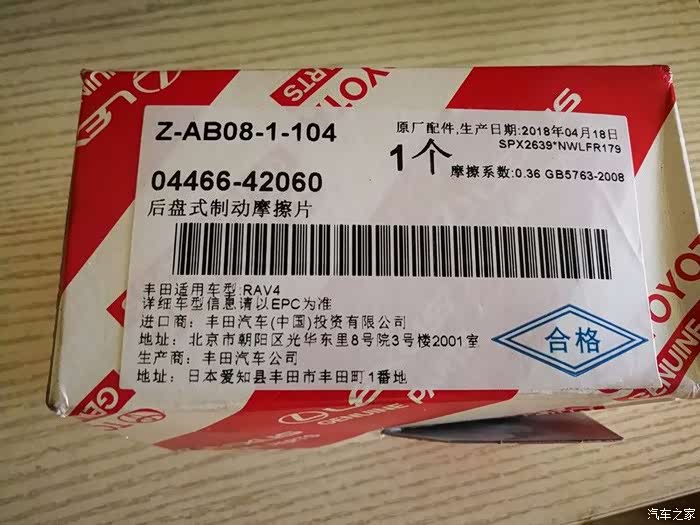 GENUINE PARTS
LEXUS
TOYOTA
Z-AB08-1-104
原厂配件,生产日期:2018年04月18日
SPX2639*NWLFR179
1个
摩擦系数:0.36 GB5763-2008
04466-42060
后盘式制动摩擦片
丰田适用车型:RAV4
详细车型信息请以EPC为准
进口商：丰田汽车(中国)投资有限公司
地址：北京市朝阳区光华东里8号院3号楼2001室
生产商：丰田汽车公司
地址：日本爱知县丰田市丰田町1番地
合格
TOYOTA
GENUINE
汽车之家